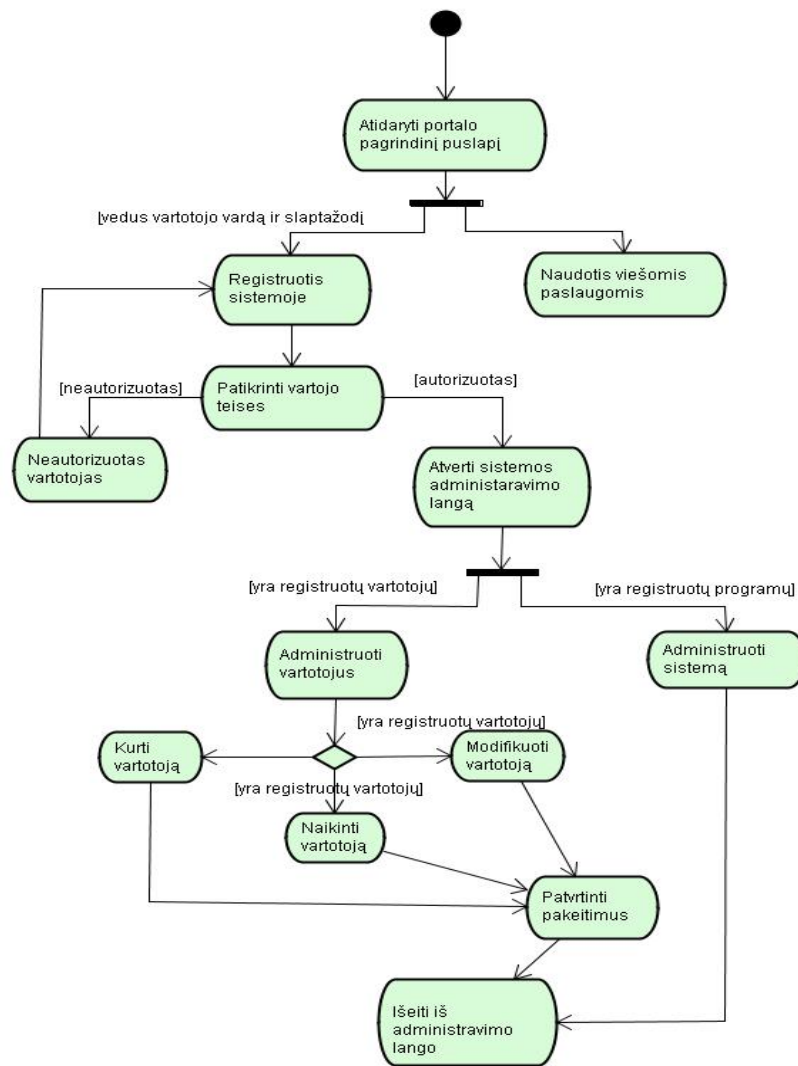 Atidaryti portalo
pagrindinį puslapį
[vedus vartotojo vardą ir slaptažodį
Registruotis
sistemoje
Naudotis viešomis
paslaugomis
[neautorizuotas]
Patikrinti vartojo
teises
[autorizuotas]
Neautorizuotas
vartotojas
Atverti sistemos
administaravimo
langą
[yra registruotų vartotojų]
[yra registruotų programų]
Administruoti
vartotojus
Administruoti
sistemą
[yra registruotų vartotojų]
Kurti
vartotoją
Modifikuoti
vartotoją
[yra registruotų vartotojų]
Naikinti
vartotoją
Patvrtinti
pakeitimus
Išeiti iš
administravimo
lango